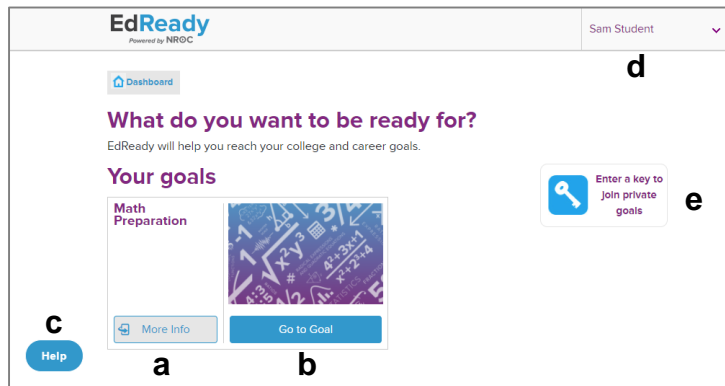 EdReady
Powered by NROC
Sam Student
d
Dashboard
What do you want to be ready for?
EdReady will help you reach your college and career goals.
Your goals
Math
Preparation
Enter a key to
join private
goals
e
More Info
Go to Goal
c
Help
a
b